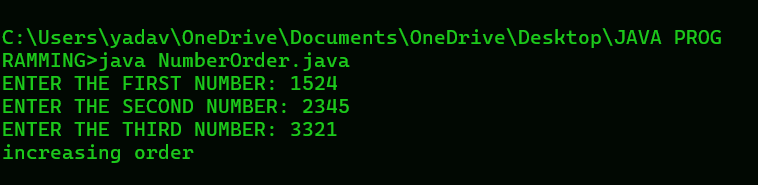 C:\Users\yadav\OneDrive\Documents\OneDrive\Desktop\JAVA PROG
RAMMING>java NumberOrder.java
ENTER THE FIRST NUMBER: 1524
ENTER THE SECOND NUMBER: 2345
ENTER THE THIRD NUMBER: 3321
increasing order